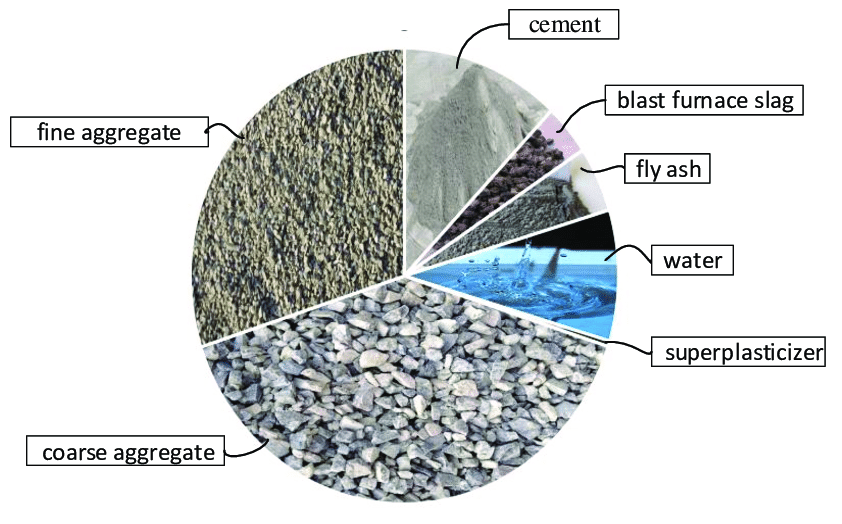 cement
blast furnace slag
fine aggregate
fly ash
water
superplasticizer
coarse aggregate